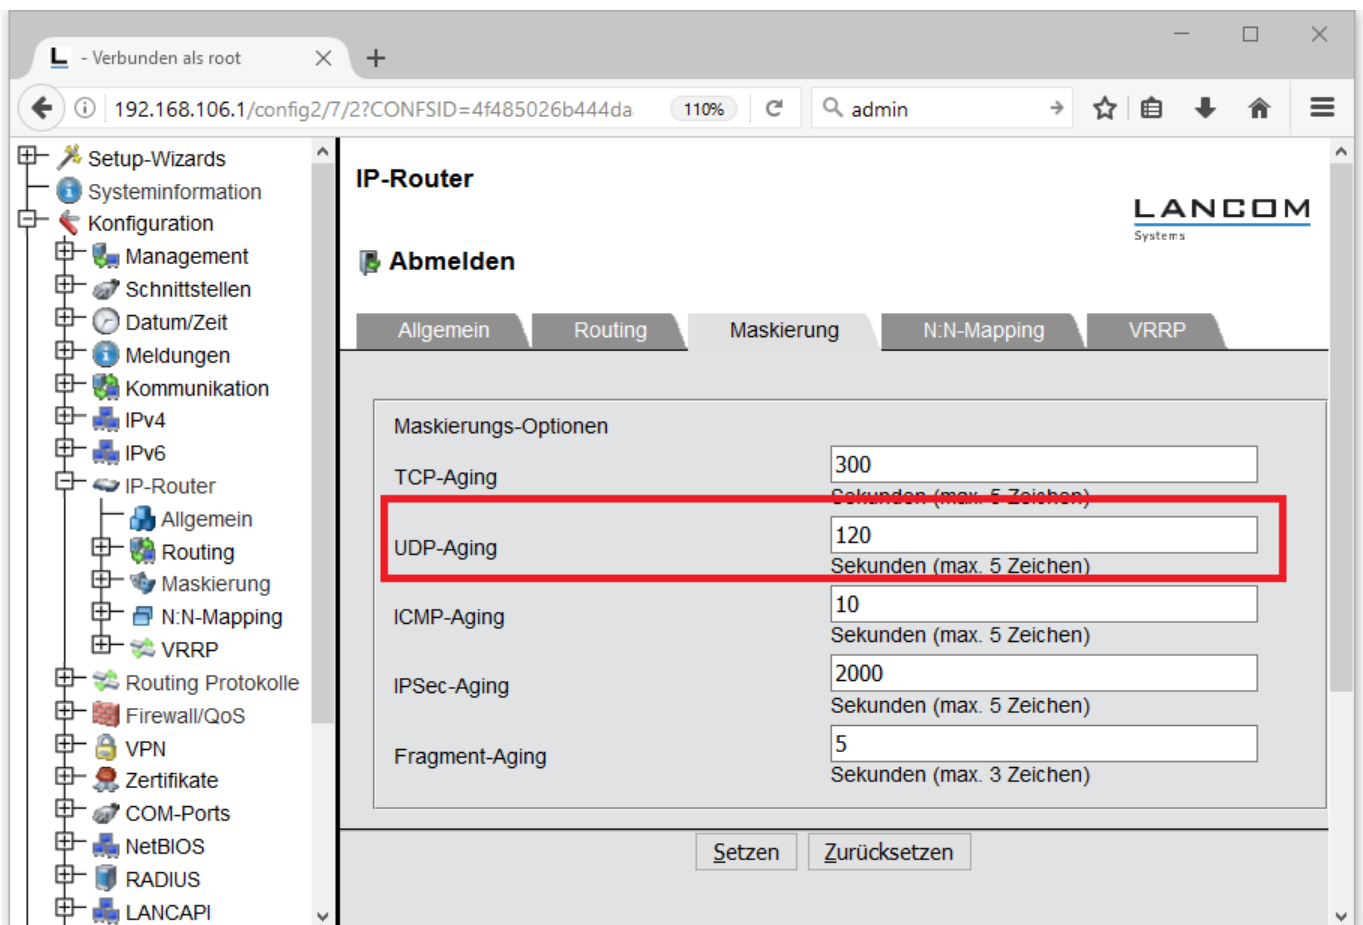 L - Verbunden als root
192.168.106.1/config2/7/2?CONFSID=4f485026b444da
110%
admin
Setup-Wizards
Systeminformation
Konfiguration
Management
Schnittstellen
Datum/Zeit
Meldungen
Kommunikation
IPv4
IPv6
IP-Router
Allgemein
Routing
Maskierung
N:N-Mapping
VRRP
Routing Protokolle
Firewall/QoS
VPN
Zertifikate
COM-Ports
NetBIOS
RADIUS
LANCAPI
IP-Router
LANCOM
Systems
Abmelden
Allgemein Routing Maskierung N:N-Mapping VRRP
Maskierungs-Optionen
TCP-Aging 300
Sekunden (max. 5 Zeichen)
UDP-Aging 120
Sekunden (max. 5 Zeichen)
ICMP-Aging 10
Sekunden (max. 5 Zeichen)
IPSec-Aging 2000
Sekunden (max. 5 Zeichen)
Fragment-Aging 5
Sekunden (max. 3 Zeichen)
Setzen Zurücksetzen